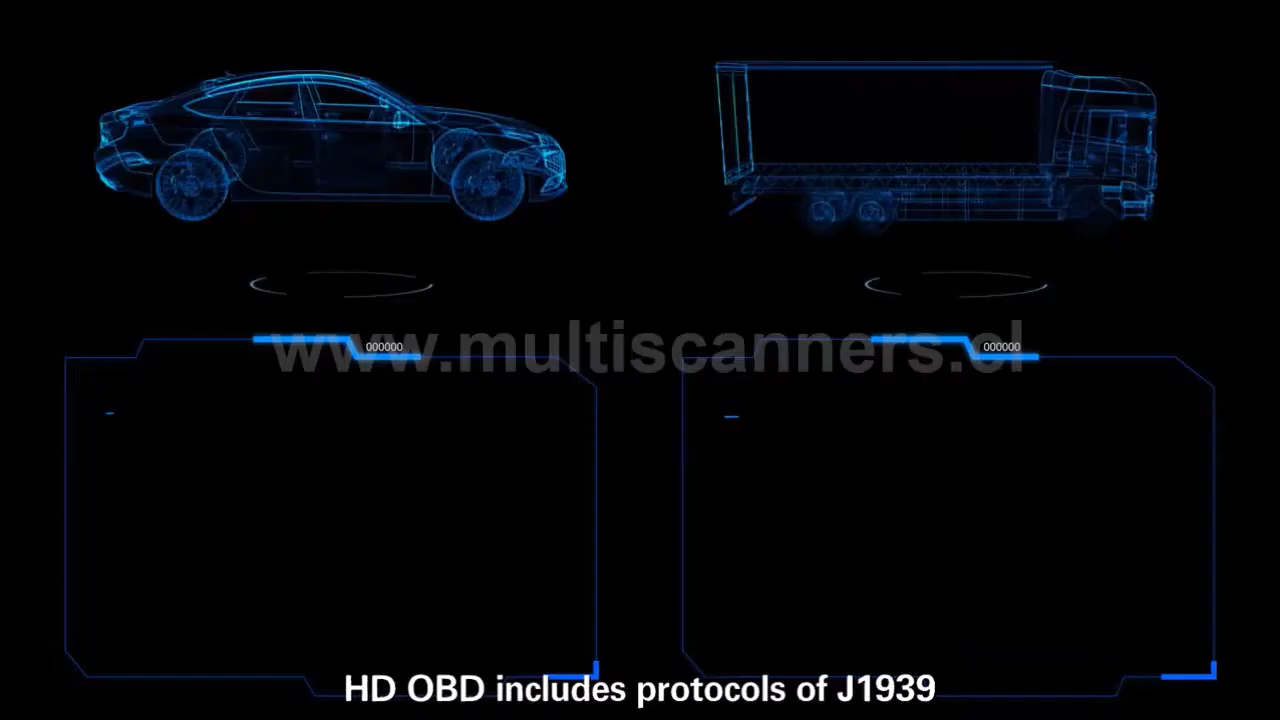 www.multiscanners.cl
000000
000000
HD OBD includes protocols of J1939